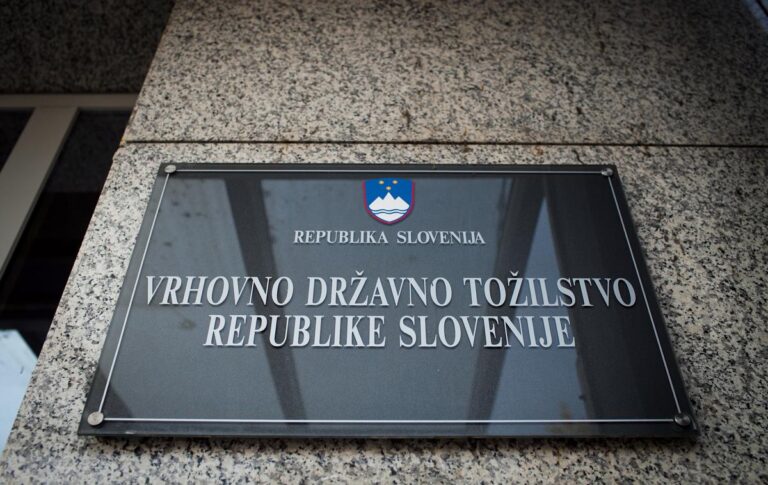 REPUBLIKA SLOVENIJA
VRHOVNO DRŽAVNO TOŽILSTVO
REPUBLIKE SLOVENIJE